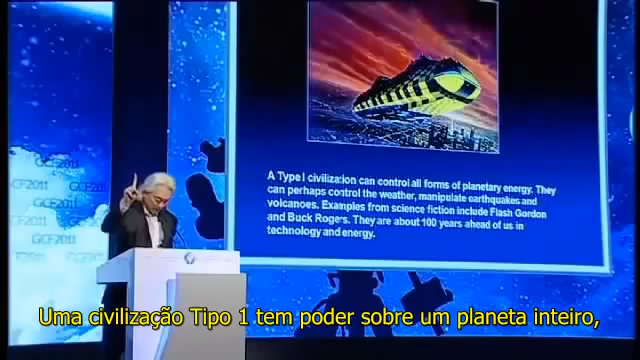 A Type I civilization can control all forms of planetary energy. They
can perhaps control the weather, manipulate earthquakes and
volcanoes. Examples from science fiction include Flash Gordon
and Buck Rogers. They are about 100 years ahead of us in
technology and energy.
GCF2011
GCF2011
GCF2011
Uma civilização Tipo 1 tem poder sobre um planeta inteiro,